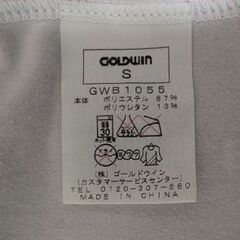 GOLDWIN
S
GWB1055
本体 ポリエステル 87%
ポリウレタン 13%
30
(株)ゴールドウイン
(カスタマーサービスセンター)
TEL 0120-307-560
MADE IN CHINA